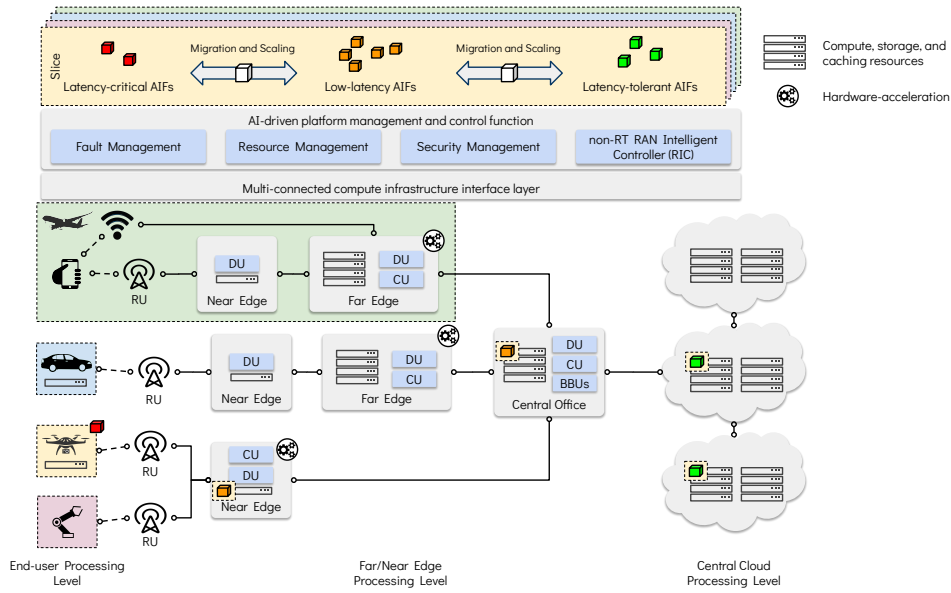 Slice
Migration and Scaling
Migration and Scaling
Latency-critical AIFs
Low-latency AIFs
Latency-tolerant AIFs
Compute, storage, and
caching resources
Hardware-acceleration
AI-driven platform management and control function
Fault Management
Resource Management
Security Management
non-RT RAN Intelligent
Controller (RIC)
Multi-connected compute infrastructure interface layer
RU
DU
Near Edge
DU
CU
Far Edge
RU
DU
Near Edge
DU
CU
Far Edge
DU
CU
BBUs
Central Office
RU
CU
DU
Near Edge
RU
End-user Processing
Level
Far/Near Edge
Processing Level
Central Cloud
Processing Level